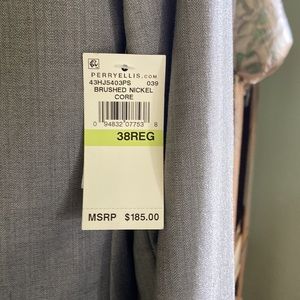 PERRYELLIS.COM
43HJ5403PS 039
BRUSHED NICKEL
CORE
0 94832 07753 8
38REG
MSRP $185.00